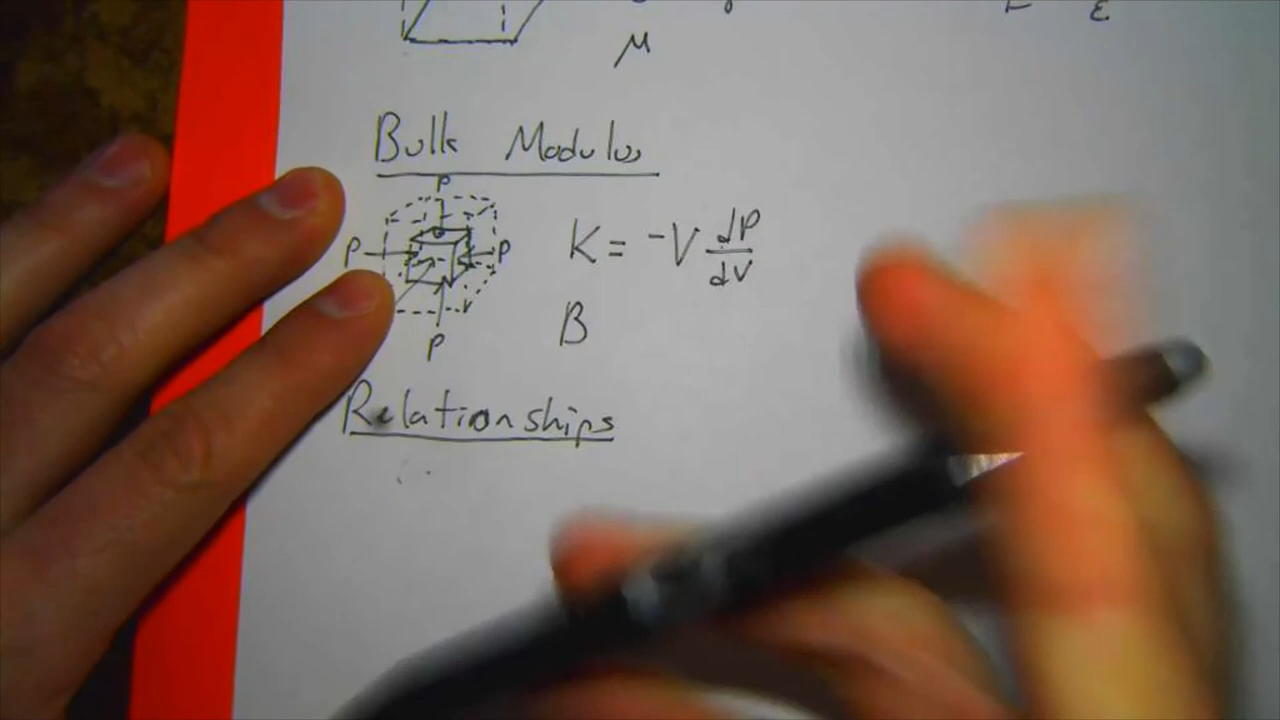 μ
ε
Bulk Modulus
P
P
P
K = -V dP/dV
P
B
Relationships